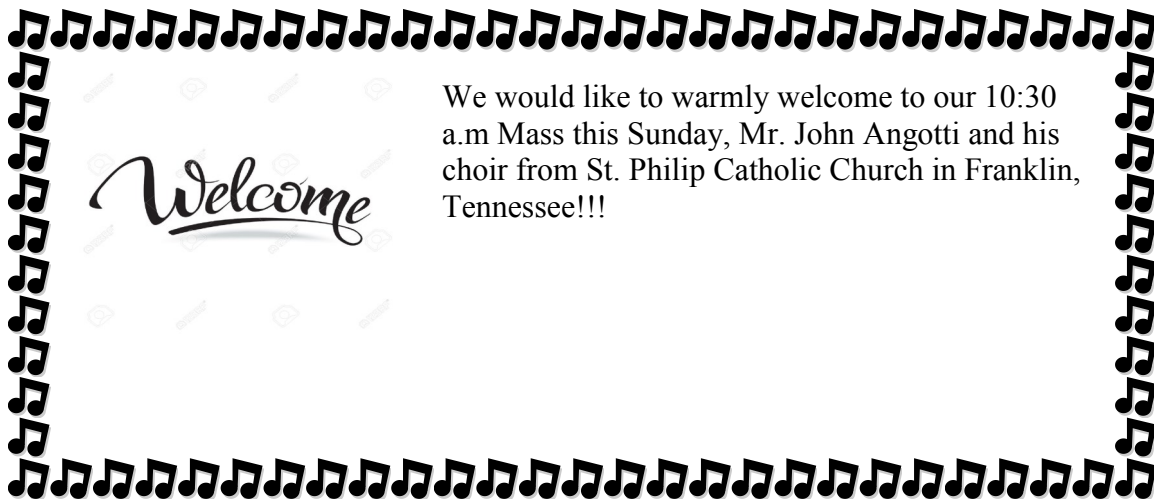 Welcome
We would like to warmly welcome to our 10:30
a.m Mass this Sunday, Mr. John Angotti and his
choir from St. Philip Catholic Church in Franklin,
Tennessee!!!